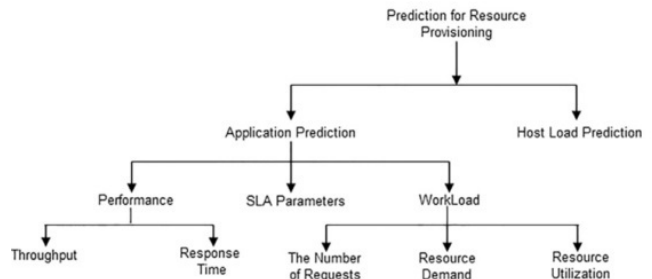 Prediction for Resource
Provisioning
Application Prediction
Host Load Prediction
Performance
SLA Parameters
WorkLoad
Throughput
Response
Time
The Number
of Requests
Resource
Demand
Resource
Utilization